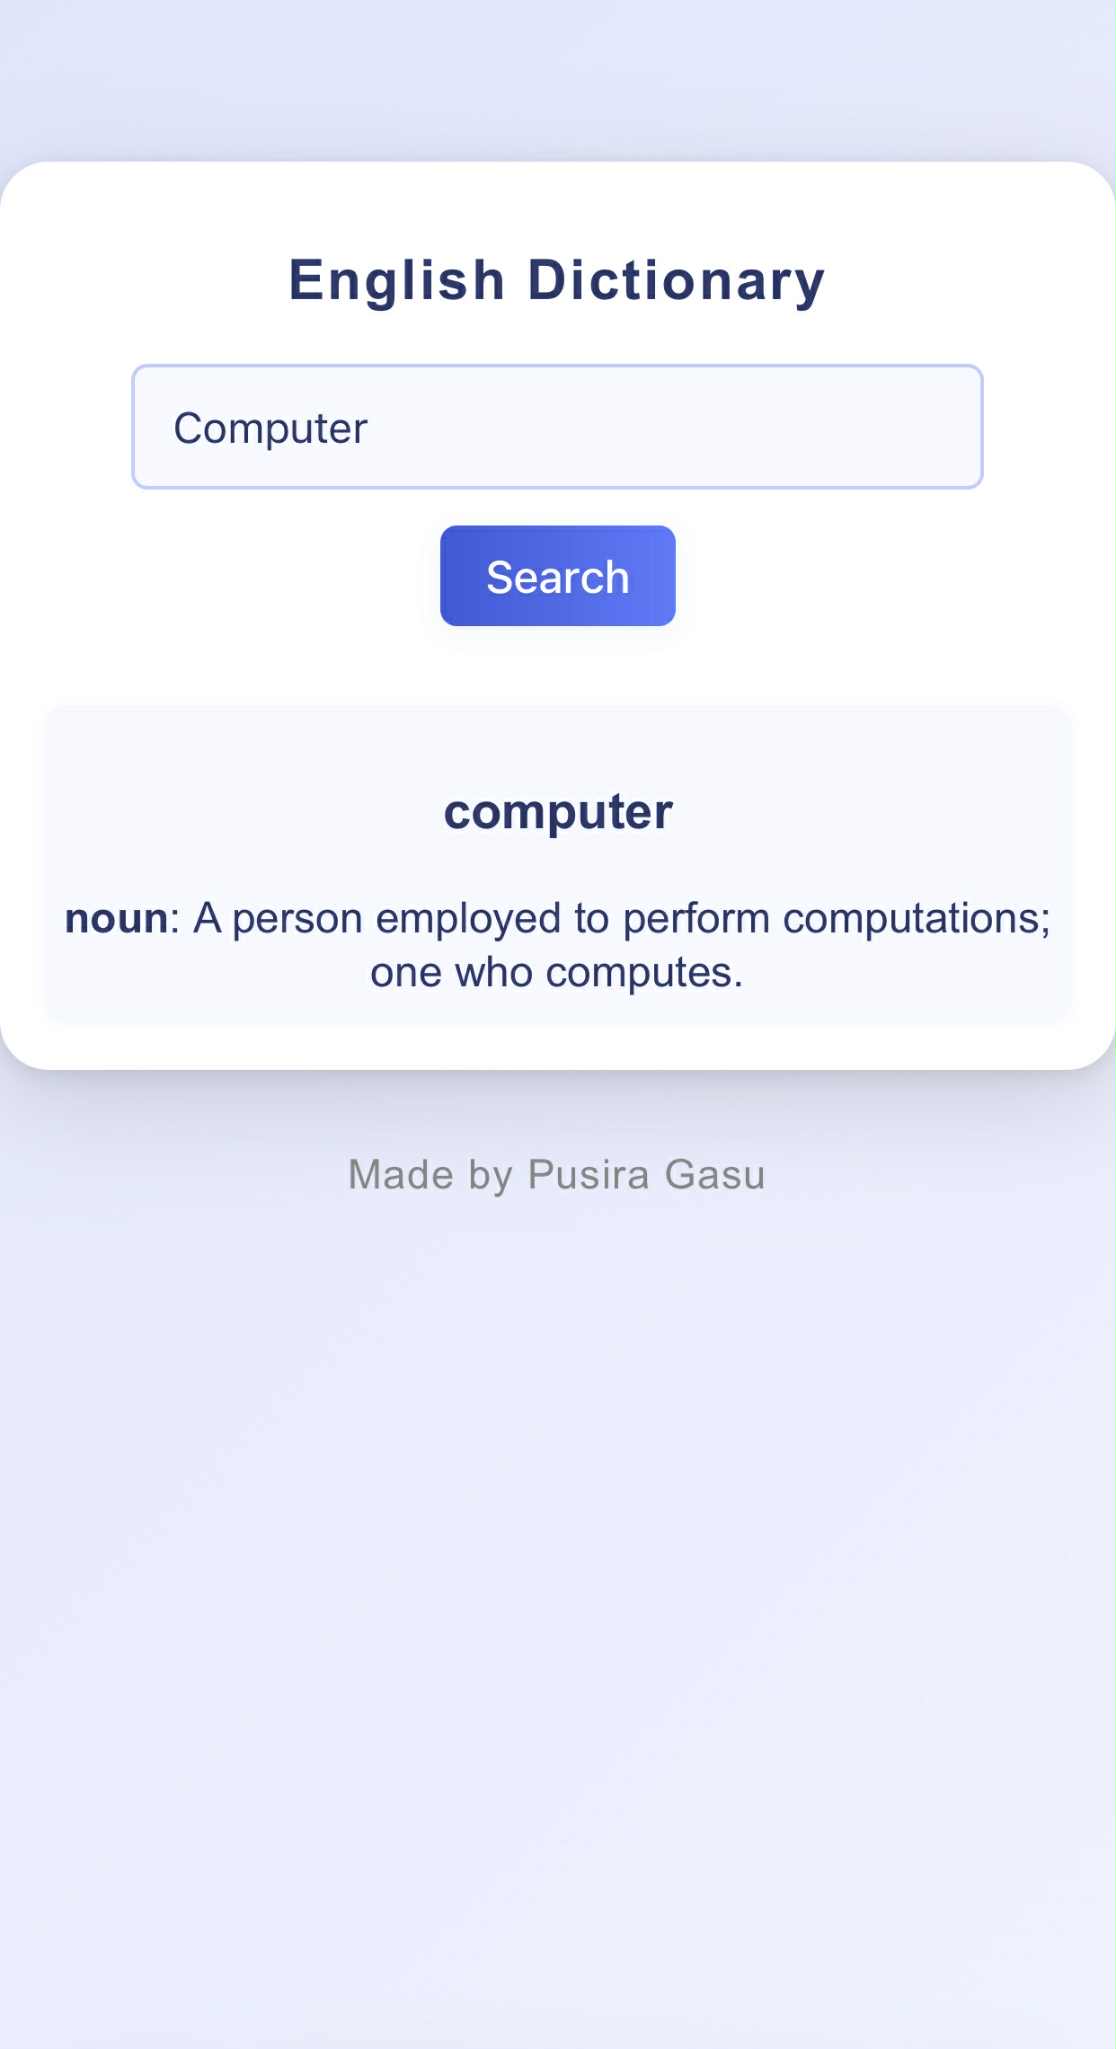 English Dictionary
Computer
Search
computer
noun: A person employed to perform computations;
one who computes.
Made by Pusira Gasu